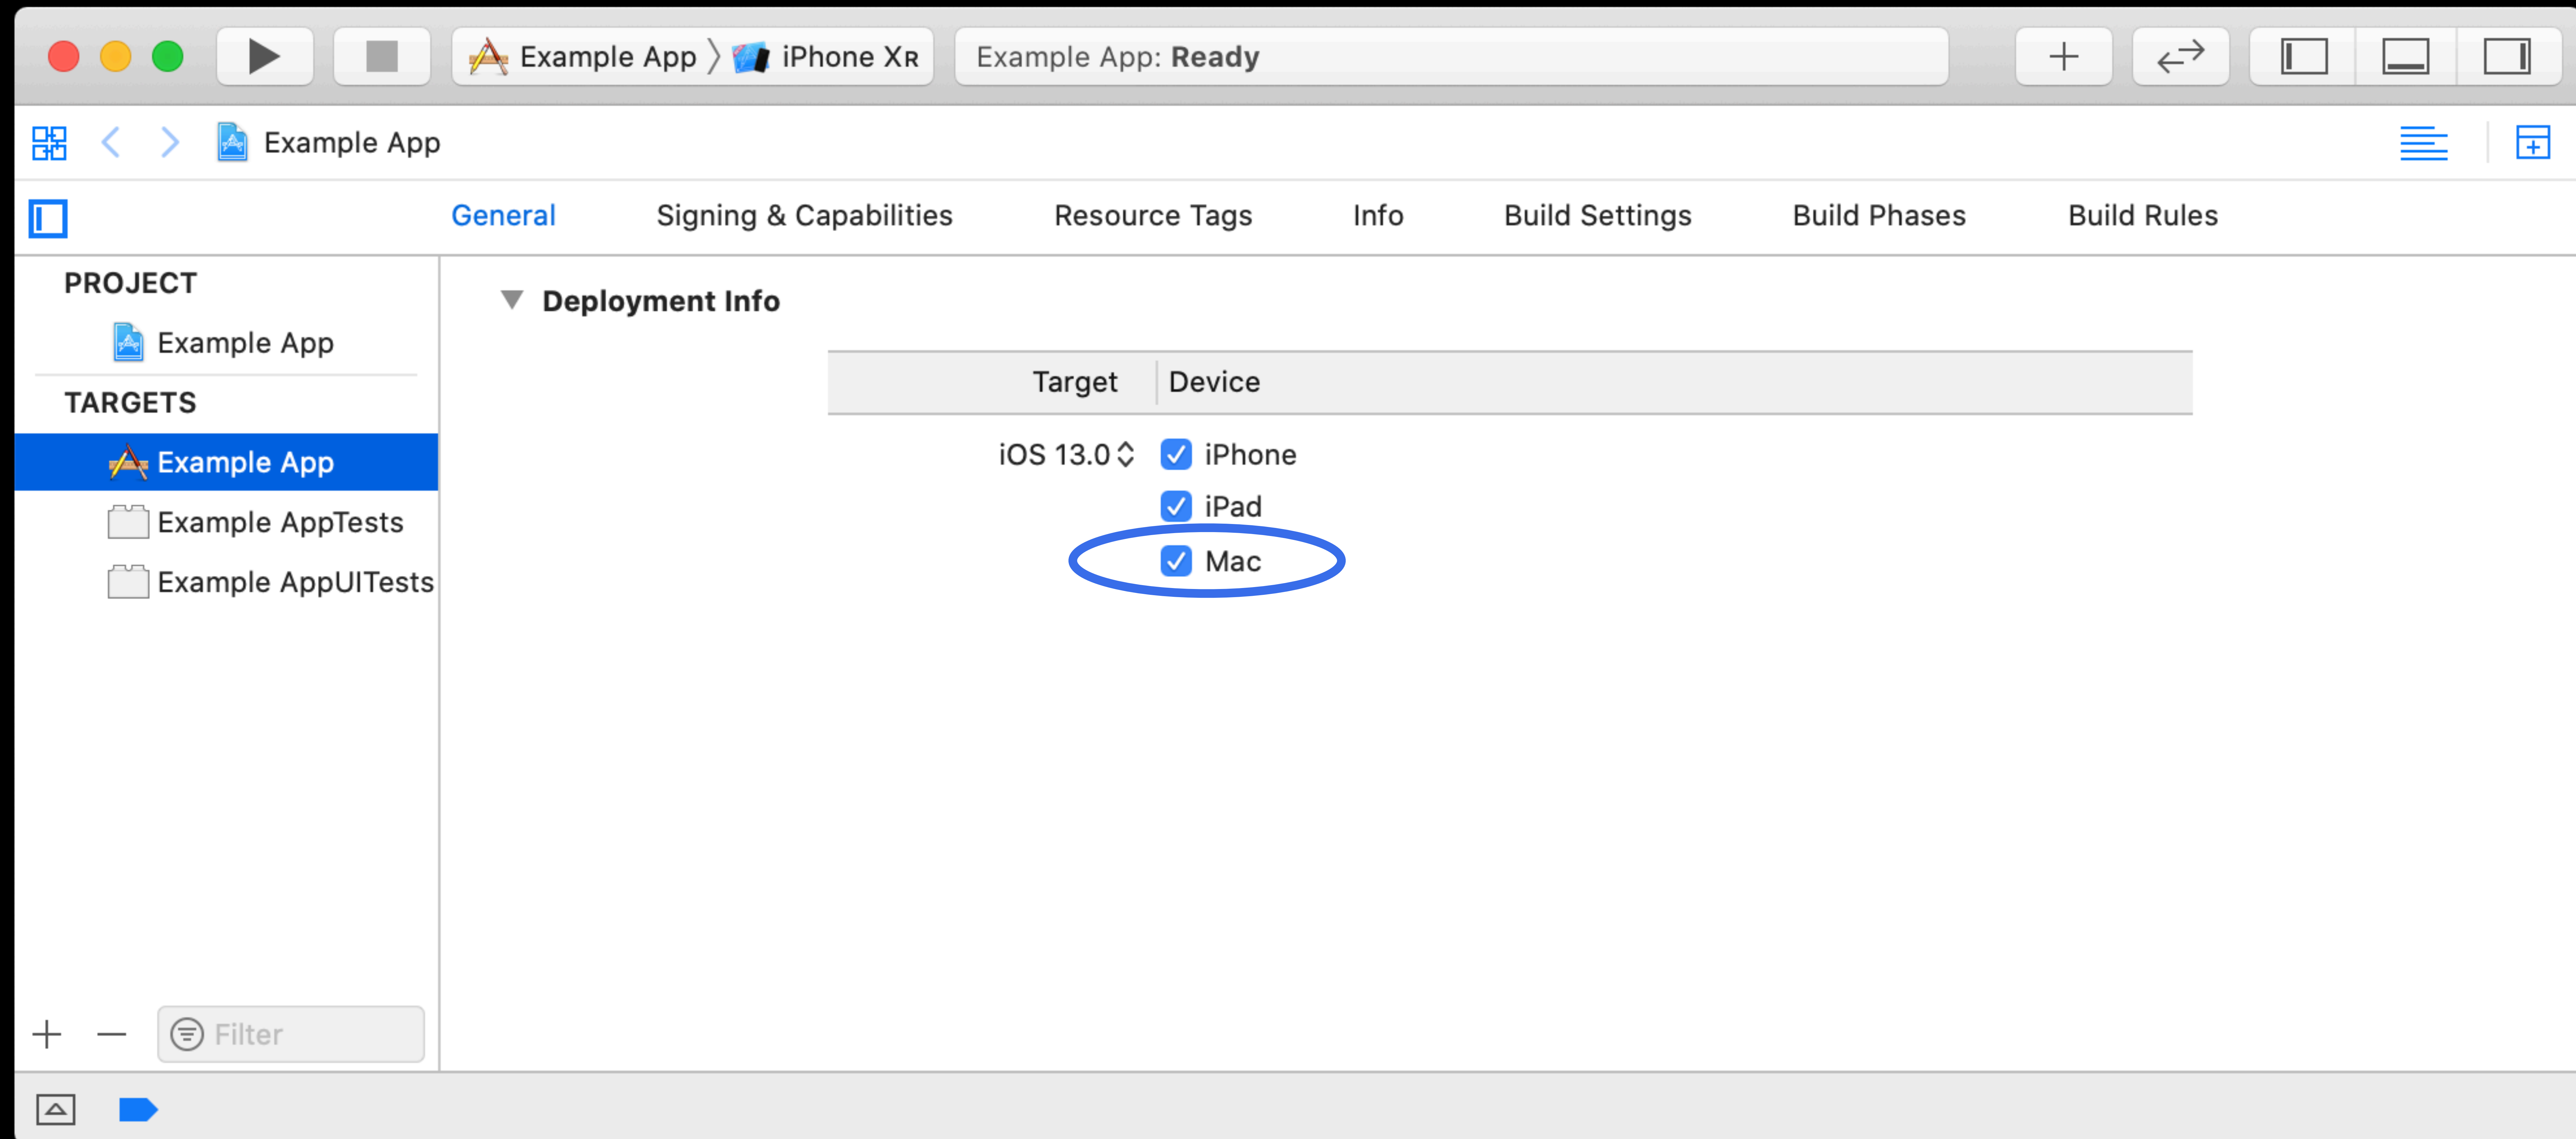 Example App 〉 iPhone Xʀ
Example App: Ready
Example App
General Signing & Capabilities Resource Tags Info Build Settings Build Phases Build Rules
PROJECT
Example App
TARGETS
Example App
Example AppTests
Example AppUITests
Deployment Info
Target Device
iOS 13.0 iPhone
iPad
Mac
Filter